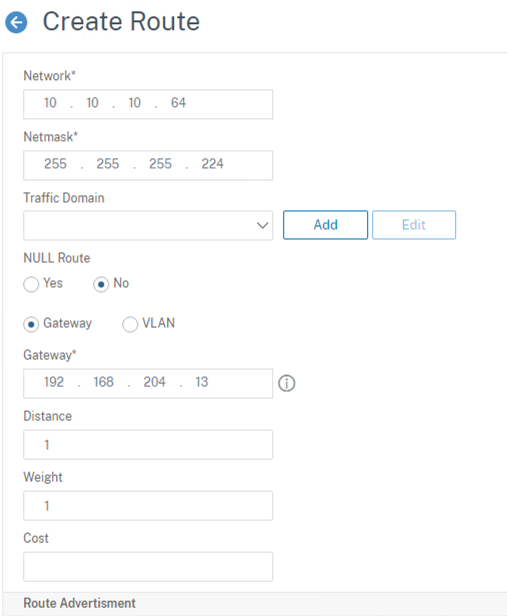 Create Route
Network*
10 . 10 . 10 . 64
Netmask*
255 . 255 . 255 . 224
Traffic Domain
Add Edit
NULL Route
Yes No
Gateway VLAN
Gateway*
192 . 168 . 204 . 13
Distance
1
Weight
1
Cost
Route Advertisment